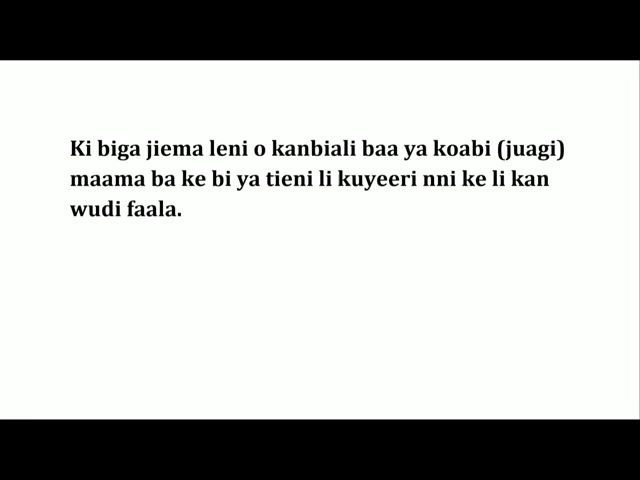 Ki biga jiema leni o kanbiali baa ya koabi (juagi)
maama ba ke bi ya tieni li kuyeeri nni ke li kan
wudi faala.